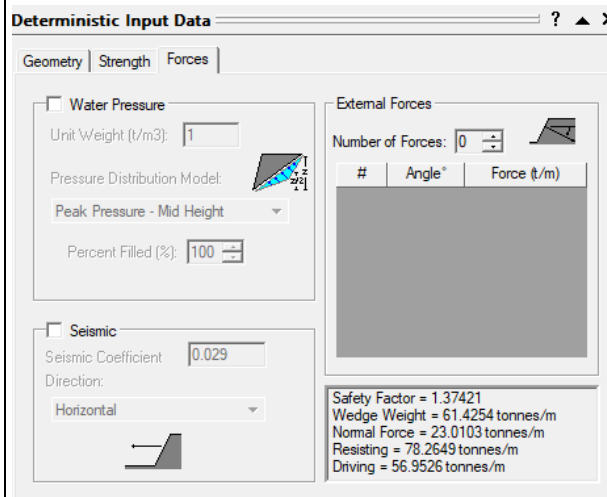 Deterministic Input Data ? 
Geometry Strength Forces
Water Pressure
Unit Weight (t/m3): 1
Pressure Distribution Model:
z
z/2
Peak Pressure - Mid Height
Percent Filled (%): 100
Seismic
Seismic Coefficient 0.029
Direction:
Horizontal
External Forces
Number of Forces: 0
# Angle° Force (t/m)
Safety Factor = 1.37421
Wedge Weight = 61.4254 tonnes/m
Normal Force = 23.0103 tonnes/m
Resisting = 78.2649 tonnes/m
Driving = 56.9526 tonnes/m